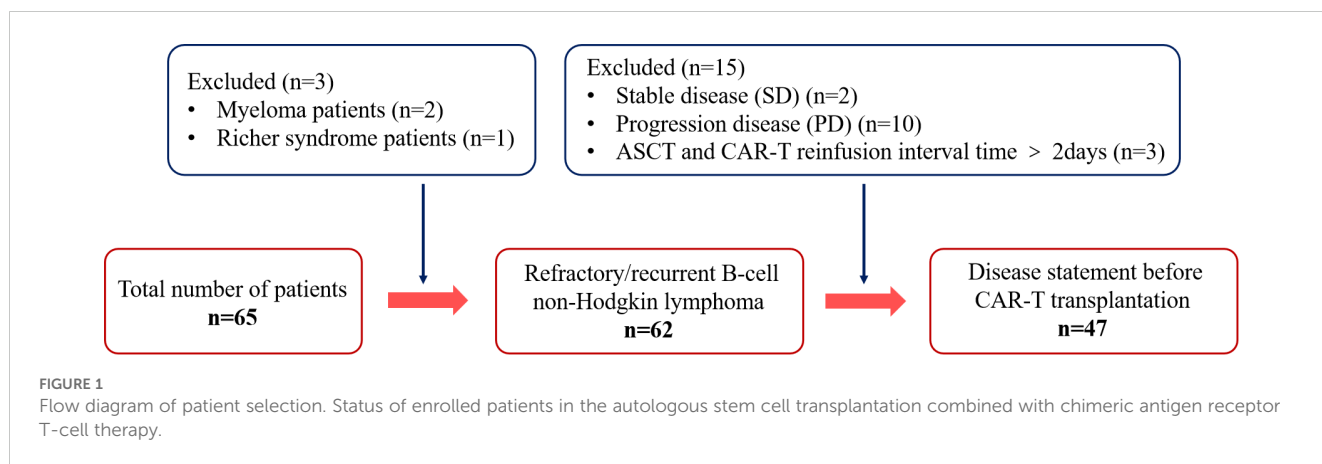 Excluded (n=3)
• Myeloma patients (n=2)
• Richer syndrome patients (n=1)
Excluded (n=15)
• Stable disease (SD) (n=2)
• Progression disease (PD) (n=10)
• ASCT and CAR-T reinfusion interval time > 2days (n=3)
Total number of patients
n=65
Refractory/recurrent B-cell
non-Hodgkin lymphoma
n=62
Disease statement before
CAR-T transplantation
n=47
FIGURE 1
Flow diagram of patient selection. Status of enrolled patients in the autologous stem cell transplantation combined with chimeric antigen receptor
T-cell therapy.